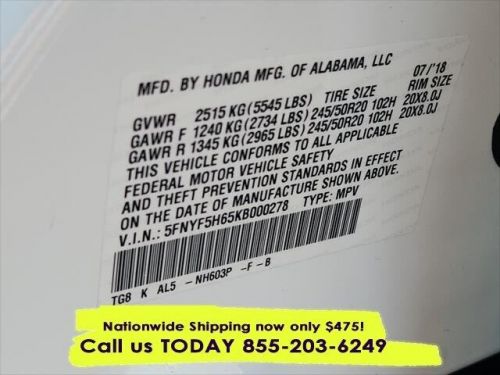 MFD. BY HONDA MFG. OF ALABAMA, LLC 07/'18
GVWR 2515 KG (5545 LBS) TIRE SIZE RIM SIZE
GAWR F 1240 KG (2734 LBS) 245/50R20 102H 20X8.0J
GAWR R 1345 KG (2965 LBS) 245/50R20 102H 20X8.0J
THIS VEHICLE CONFORMS TO ALL APPLICABLE
FEDERAL MOTOR VEHICLE SAFETY
AND THEFT PREVENTION STANDARDS IN EFFECT
ON THE DATE OF MANUFACTURE SHOWN ABOVE.
V.I.N.: 5FNYF5H65KB000278 TYPE: MPV
TG8 K AL5 -NH603P -F -B
Nationwide Shipping now only $475!
Call us TODAY 855-203-6249